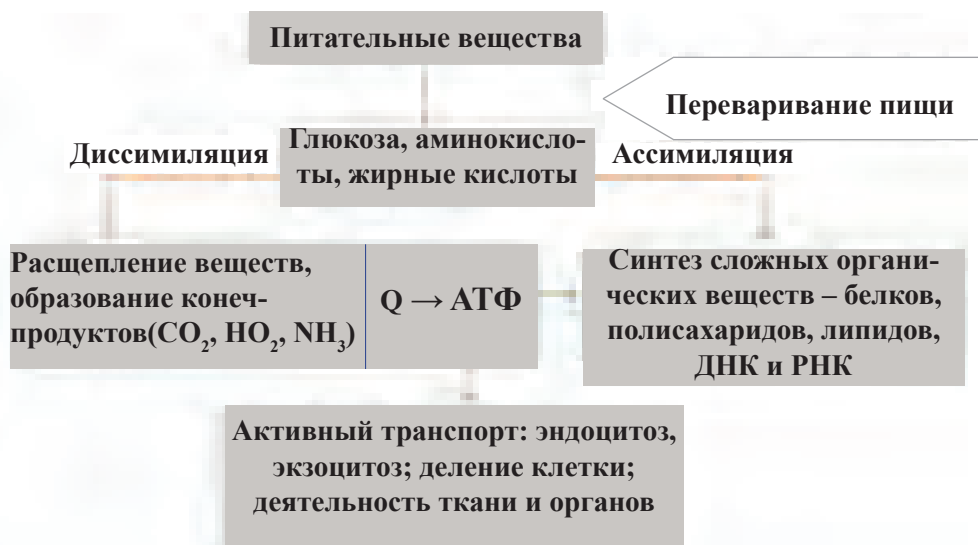 Питательные вещества
Переваривание пищи
Диссимиляция
Глюкоза, аминокисло-
ты, жирные кислоты
Ассимиляция
Расщепление веществ,
образование конеч-
продуктов(CO₂, HO₂, NH₃)
Q → АТФ
Синтез сложных органи-
ческих веществ – белков,
полисахаридов, липидов,
ДНК и РНК
Активный транспорт: эндоцитоз,
экзоцитоз; деление клетки;
деятельность ткани и органов